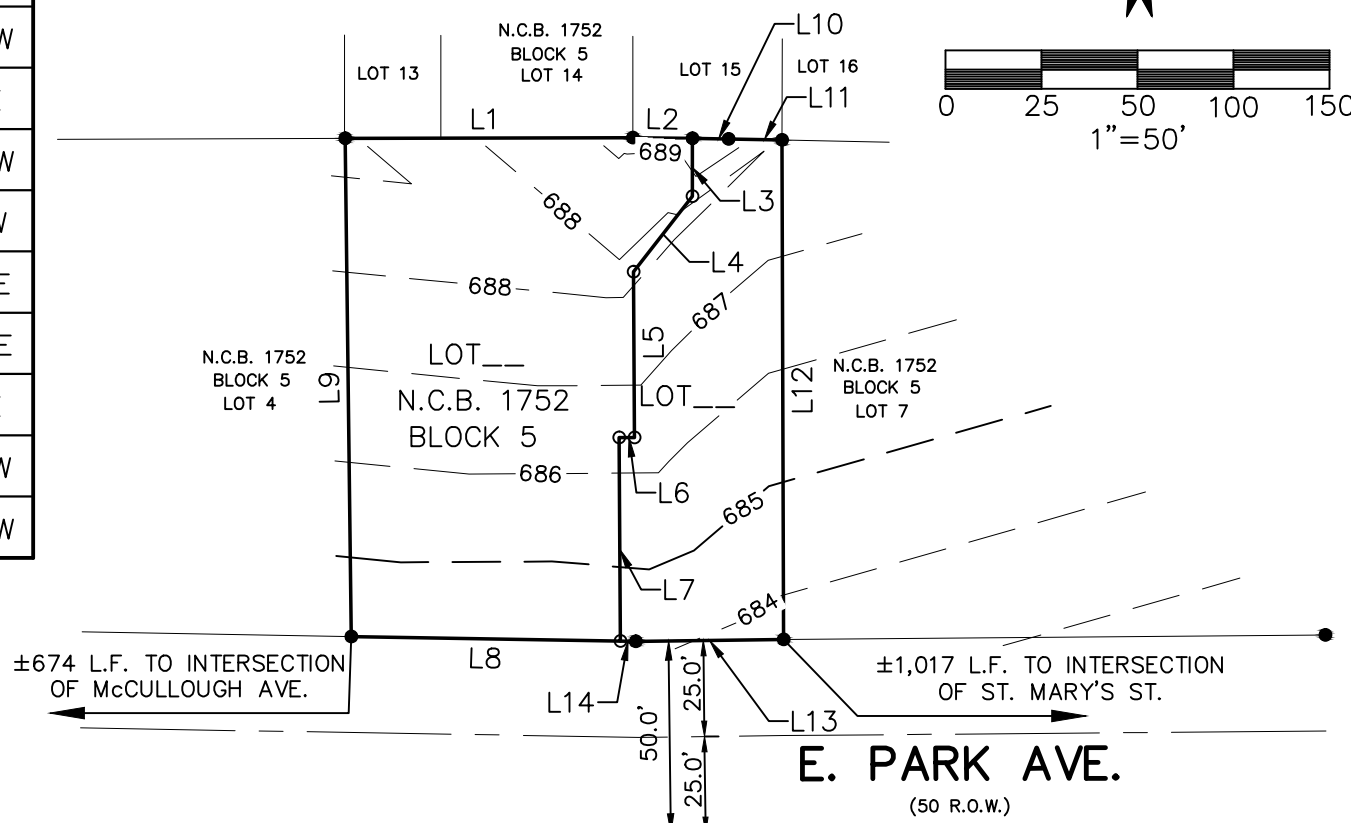 W
W
W
E
E
W
W
N.C.B. 1752
BLOCK 5
LOT 14
LOT 13
LOT 15
LOT 16
L10
L11
0 25 50 100 150
1"=50'
L1
L2
689
L3
688
L4
688
687
L5
N.C.B. 1752
BLOCK 5
LOT 4
L9
LOT__
N.C.B. 1752
BLOCK 5
LOT__
L12
N.C.B. 1752
BLOCK 5
LOT 7
686
L6
685
L7
684
±674 L.F. TO INTERSECTION
OF McCULLOUGH AVE.
L8
L14
50.0'
25.0'
25.0'
L13
±1,017 L.F. TO INTERSECTION
OF ST. MARY'S ST.
E. PARK AVE.
(50 R.O.W.)